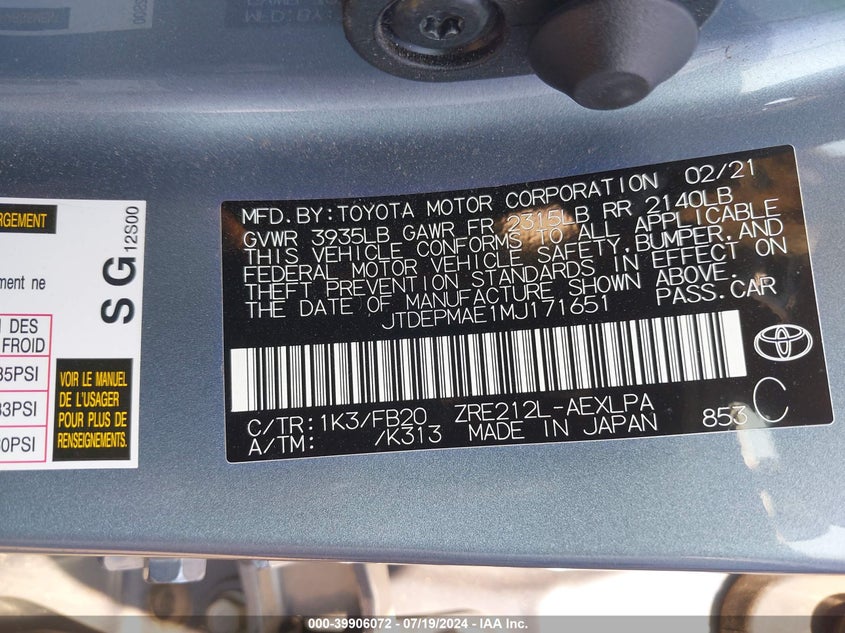 RGEMENT
ement ne
N DES
FROID
35PSI
33PSI
60PSI
SG
12S00
VOIR LE MANUEL
DE L'USAGER
POUR PLUS DE
RENSEIGNEMENTS
MFD. BY: TOYOTA MOTOR CORPORATION 02/21
GVWR 3935LB GAWR FR 2315LB RR 2140LB
THIS VEHICLE CONFORMS TO ALL APPLICABLE
FEDERAL MOTOR VEHICLE SAFETY, BUMPER, AND
THEFT PREVENTION STANDARDS IN EFFECT ON
THE DATE OF MANUFACTURE SHOWN ABOVE.
JTDEPMAE1MJ171651 PASS. CAR
C/TR: 1K3/FB20 ZRE212L-AEXLPA
A/TM: /K313 MADE IN JAPAN 853 C
000-39906072 - 07/19/2024 - IAA Inc.